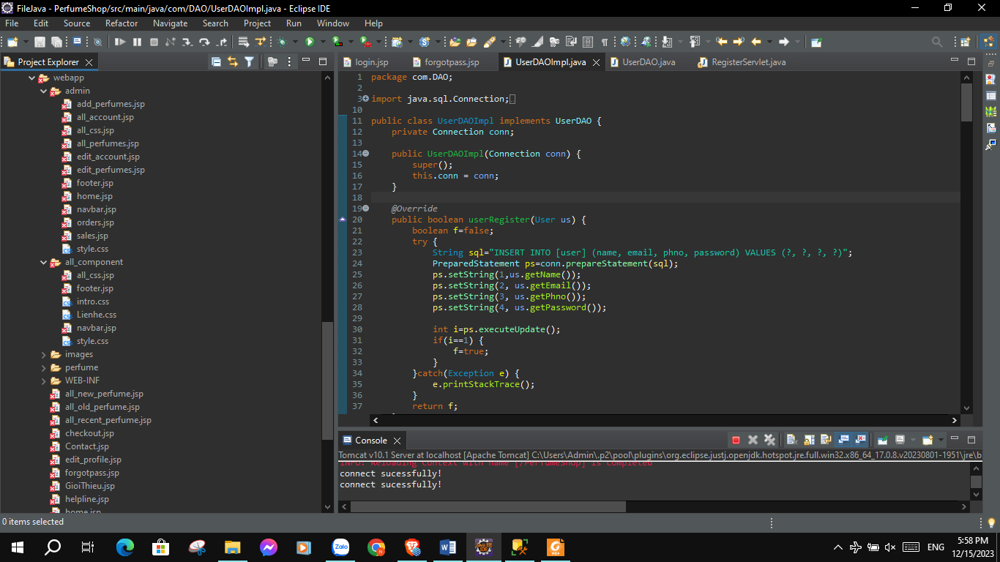 FileJava - PerfumeShop/src/main/java/com/DAO/UserDAOImpl.java - Eclipse IDE
File Edit Source Refactor Navigate Search Project Run Window Help
Project Explorer
webapp
admin
add_perfumes.jsp
all_account.jsp
all_css.jsp
all_perfumes.jsp
edit_account.jsp
edit_perfumes.jsp
footer.jsp
home.jsp
navbar.jsp
orders.jsp
sales.jsp
style.css
all_component
all_css.jsp
footer.jsp
intro.css
Lienhe.css
navbar.jsp
style.css
images
perfume
WEB-INF
all_new_perfume.jsp
all_old_perfume.jsp
all_recent_perfume.jsp
checkout.jsp
Contact.jsp
edit_profile.jsp
forgotpass.jsp
GioiThieu.jsp
helpline.jsp
home.jsp
login.jsp forgotpass.jsp UserDAOImpl.java UserDAO.java RegisterServlet.java
1 package com.DAO;
2
3 import java.sql.Connection;
10
11 public class UserDAOImpl implements UserDAO {
12 private Connection conn;
13
14 public UserDAOImpl(Connection conn) {
15 super();
16 this.conn = conn;
17 }
18
19 @Override
20 public boolean userRegister(User us) {
21 boolean f=false;
22 try {
23 String sql="INSERT INTO [user] (name, email, phno, password) VALUES (?, ?, ?, ?)";
24 PreparedStatement ps=conn.prepareStatement(sql);
25 ps.setString(1,us.getName());
26 ps.setString(2, us.getEmail());
27 ps.setString(3, us.getPhno());
28 ps.setString(4, us.getPassword());
29
30 int i=ps.executeUpdate();
31 if(i==1) {
32 f=true;
33 }
34 }catch(Exception e) {
35 e.printStackTrace();
36 }
37 return f;
Console
Tomcat v10.1 Server at localhost [Apache Tomcat] C:\Users\Admin\.p2\pool\plugins\org.eclipse.justj.openjdk.hotspot.jre.full.win32.x86_64_17.0.8.v20230801-1951\jre\b
INFO: Reloading Context with name [/PerfumeShop] is completed
connect sucessfully!
connect sucessfully!
0 items selected
Zalo
ENG
5:58 PM
12/15/2023